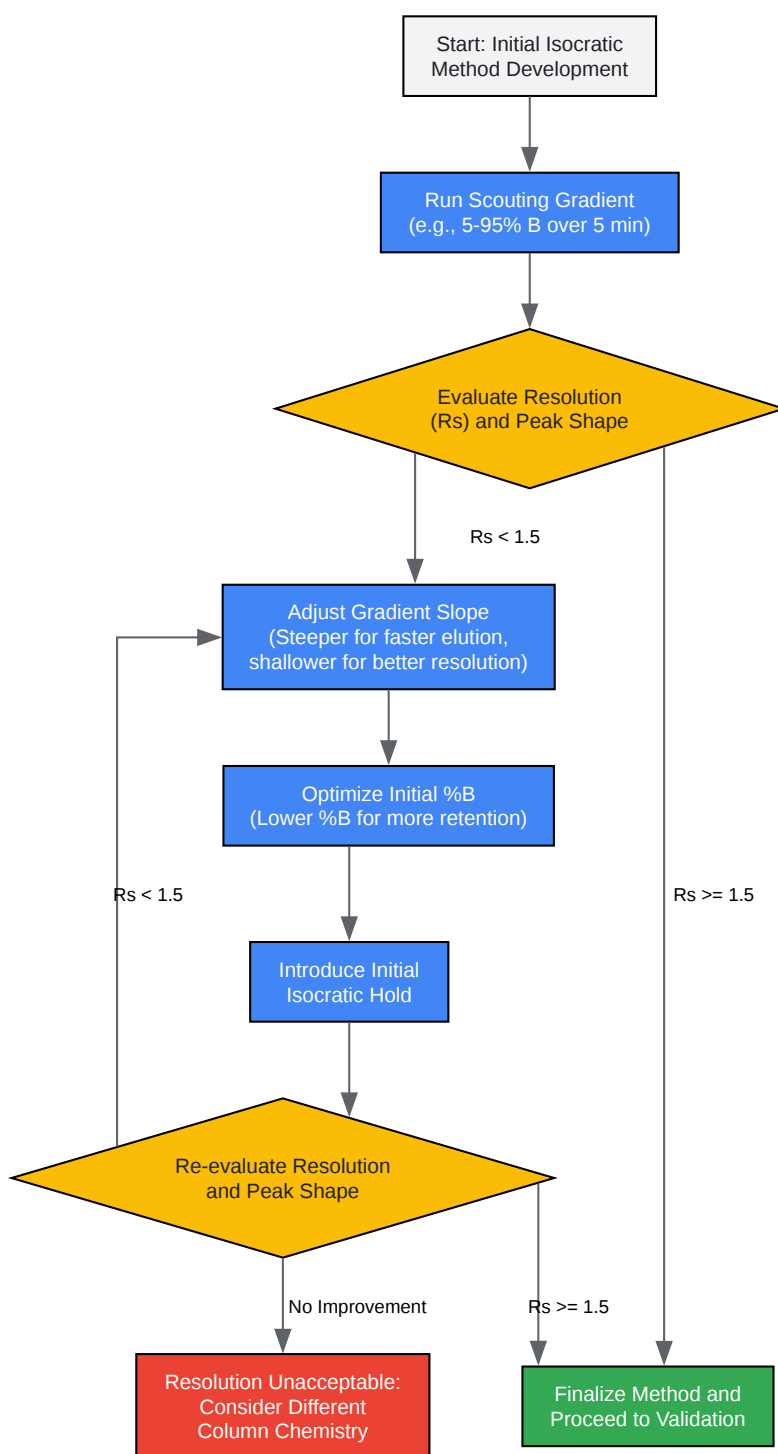 Start: Initial Isocratic
Method Development
Run Scouting Gradient
(e.g., 5-95% B over 5 min)
Evaluate Resolution
(Rs) and Peak Shape
Rs < 1.5
Adjust Gradient Slope
(Steeper for faster elution,
shallower for better resolution)
Optimize Initial %B
(Lower %B for more retention)
Rs < 1.5
Rs >= 1.5
Introduce Initial
Isocratic Hold
Re-evaluate Resolution
and Peak Shape
No Improvement
Rs >= 1.5
Resolution Unacceptable:
Consider Different
Column Chemistry
Finalize Method and
Proceed to Validation